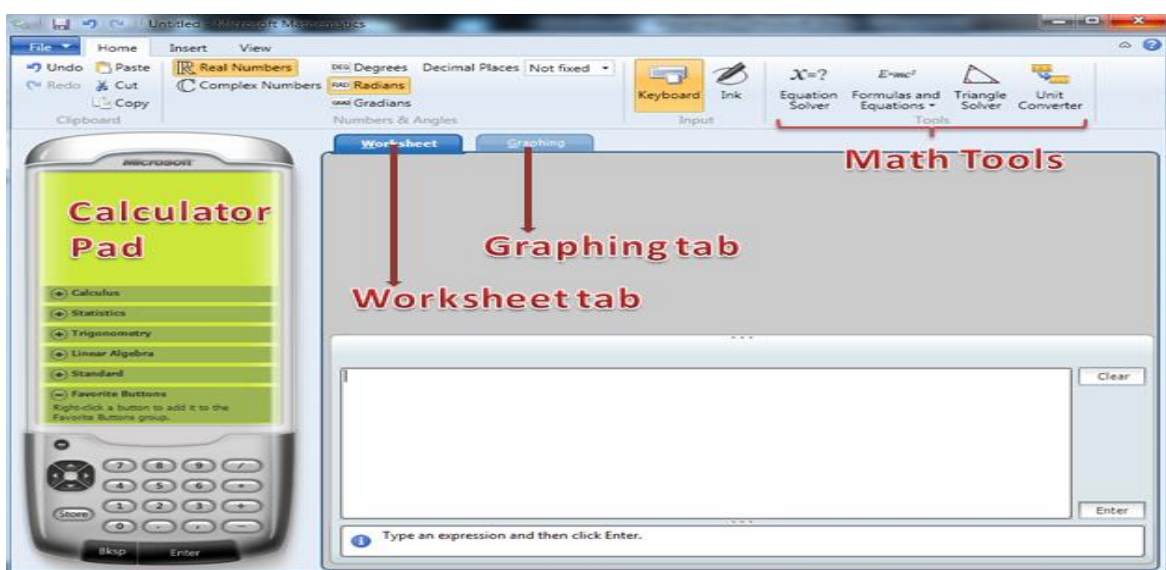 Untitled - Microsoft Mathematics
File Home Insert View
Undo Paste Real Numbers DEG Degrees Decimal Places Not fixed
Redo Cut Complex Numbers RAD Radians
Copy Gradians
Keyboard Ink
X=? E=mc²
Equation Solver Formulas and Equations Triangle Solver Unit Converter
Clipboard Numbers & Angles Input Tools
Math Tools
Worksheet Graphing
MICROSOFT
Calculator
Pad
Graphing tab
Worksheet tab
Calculus
Statistics
Trigonometry
Linear Algebra
Standard
Favorite Buttons
Right-click a button to add it to the
Favorite Buttons group.
Clear
7 8 9 /
4 5 6 *
Store 1 2 3 +
0 . , −
Bksp Enter
Enter
Type an expression and then click Enter.